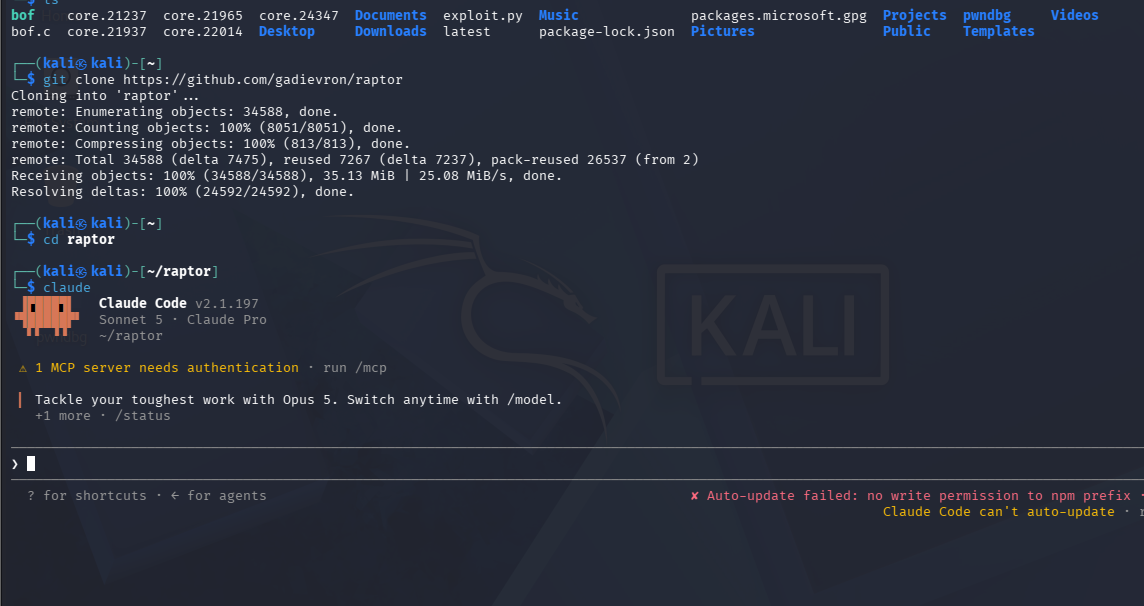 ls
bof core.21237 core.21965 core.24347 Documents exploit.py Music packages.microsoft.gpg Projects pwndbg Videos
bof.c core.21937 core.22014 Desktop Downloads latest package-lock.json Pictures Public Templates
┌──(kali㉿kali)-[~]
└─$ git clone https://github.com/gadievron/raptor
Cloning into 'raptor'...
remote: Enumerating objects: 34588, done.
remote: Counting objects: 100% (8051/8051), done.
remote: Compressing objects: 100% (813/813), done.
remote: Total 34588 (delta 7475), reused 7267 (delta 7237), pack-reused 26537 (from 2)
Receiving objects: 100% (34588/34588), 35.13 MiB | 25.08 MiB/s, done.
Resolving deltas: 100% (24592/24592), done.
┌──(kali㉿kali)-[~]
└─$ cd raptor
┌──(kali㉿kali)-[~/raptor]
└─$ claude
Claude Code v2.1.197
Sonnet 5 · Claude Pro
~/raptor
⚠ 1 MCP server needs authentication · run /mcp
Tackle your toughest work with Opus 5. Switch anytime with /model.
+1 more · /status
❯
? for shortcuts · ← for agents
✘ Auto-update failed: no write permission to npm prefix ·
Claude Code can't auto-update ·
KALI